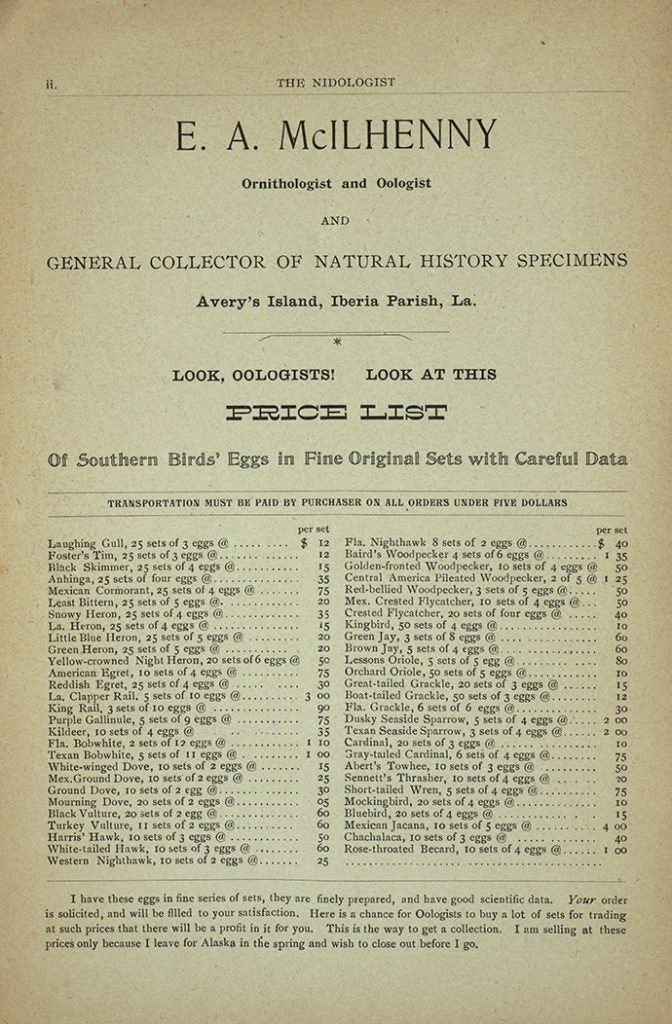 ii.
THE NIDOLOGIST
E. A. McILHENNY
Ornithologist and Oologist
AND
GENERAL COLLECTOR OF NATURAL HISTORY SPECIMENS
Avery's Island, Iberia Parish, La.
*
LOOK, OOLOGISTS! LOOK AT THIS
PRICE LIST
Of Southern Birds' Eggs in Fine Original Sets with Careful Data
TRANSPORTATION MUST BE PAID BY PURCHASER ON ALL ORDERS UNDER FIVE DOLLARS
per set
Laughing Gull, 25 sets of 3 eggs @ ......... $ 12
Foster's Tim, 25 sets of 3 eggs @............ 12
Black Skimmer, 25 sets of 4 eggs @ ........ 15
Anhinga, 25 sets of four eggs @ ............. 35
Mexican Cormorant, 25 sets of 4 eggs @ ...... 75
Least Bittern, 25 sets of 5 eggs @........... 20
Snowy Heron, 25 sets of 4 eggs @............ 35
La. Heron, 25 sets of 4 eggs @ ............. 15
Little Blue Heron, 25 sets of 5 eggs @ ....... 20
Green Heron, 25 sets of 5 eggs @ ............ 20
Yellow-crowned Night Heron, 20 sets of 6 eggs @ 50
American Egret, 10 sets of 4 eggs @ ......... 75
Reddish Egret, 25 sets of 4 eggs @ .......... 30
La. Clapper Rail, 5 sets of 10 eggs @ ........ 3 00
King Rail, 3 sets of 10 eggs @ .............. 90
Purple Gallinule, 5 sets of 9 eggs @ ......... 75
Kildeer, 10 sets of 4 eggs @ ............ 35
Fla. Bobwhite, 2 sets of 12 eggs @ .......... 1 10
Texan Bobwhite, 5 sets of 11 eggs @ ......... 1 00
White-winged Dove, 10 sets of 2 eggs @ ...... 15
Mex. Ground Dove, 10 sets of 2 eggs @ ....... 25
Ground Dove, 10 sets of 2 egg @............. 30
Mourning Dove, 20 sets of 2 eggs @.......... 05
Black Vulture, 20 sets of 2 egg @ ........... 60
Turkey Vulture, 11 sets of 2 eggs @.......... 60
Harris' Hawk, 10 sets of 3 eggs @ ........... 50
White-tailed Hawk, 10 sets of 3 eggs @ ....... 60
Western Nighthawk, 10 sets of 2 eggs @...... 25
per set
Fla. Nighthawk 8 sets of 2 eggs @ ..........$ 40
Baird's Woodpecker 4 sets of 6 eggs @ ........ 1 35
Golden-fronted Woodpecker, 10 sets of 4 eggs @ 50
Central America Pileated Woodpecker, 2 of 5 @ 1 25
Red-bellied Woodpecker, 3 sets of 5 eggs @..... 50
Mex. Crested Flycatcher, 10 sets of 4 eggs @... 50
Crested Flycatcher, 20 sets of four eggs @ ..... 40
Kingbird, 50 sets of 4 eggs @................ 10
Green Jay, 3 sets of 8 eggs @ ............... 60
Brown Jay, 5 sets of 4 eggs @............... 60
Lessons Oriole, 5 sets of 5 egg @ ............ 80
Orchard Oriole, 50 sets of 5 eggs @........... 10
Great-tailed Grackle, 20 sets of 3 eggs @ ..... 15
Boat-tailed Grackle, 50 sets of 3 eggs @....... 12
Fla. Grackle, 6 sets of 6 eggs @ ............ 30
Dusky Seaside Sparrow, 5 sets of 4 eggs @..... 2 00
Texan Seaside Sparrow, 3 sets of 4 eggs @...... 2 00
Cardinal, 20 sets of 3 eggs @ ............... 10
Gray-tailed Cardinal, 6 sets of 4 eggs @....... 75
Abert's Towhee, 10 sets of 3 eggs @ .......... 50
Sennett's Thrasher, 10 sets of 4 eggs @ ....... 20
Short-tailed Wren, 5 sets of 4 eggs @......... 75
Mockingbird, 20 sets of 4 eggs @............. 10
Bluebird, 20 sets of 4 eggs @ ............... 15
Mexican Jacana, 10 sets of 5 eggs @ .......... 4 00
Chachalaca, 10 sets of 3 eggs @ ............. 40
Rose-throated Becard, 10 sets of 4 eggs @...... 1 00
I have these eggs in fine series of sets, they are finely prepared, and have good scientific data. Your order
is solicited, and will be filled to your satisfaction. Here is a chance for Oologists to buy a lot of sets for trading
at such prices that there will be a profit in it for you. This is the way to get a collection. I am selling at these
prices only because I leave for Alaska in the spring and wish to close out before I go.